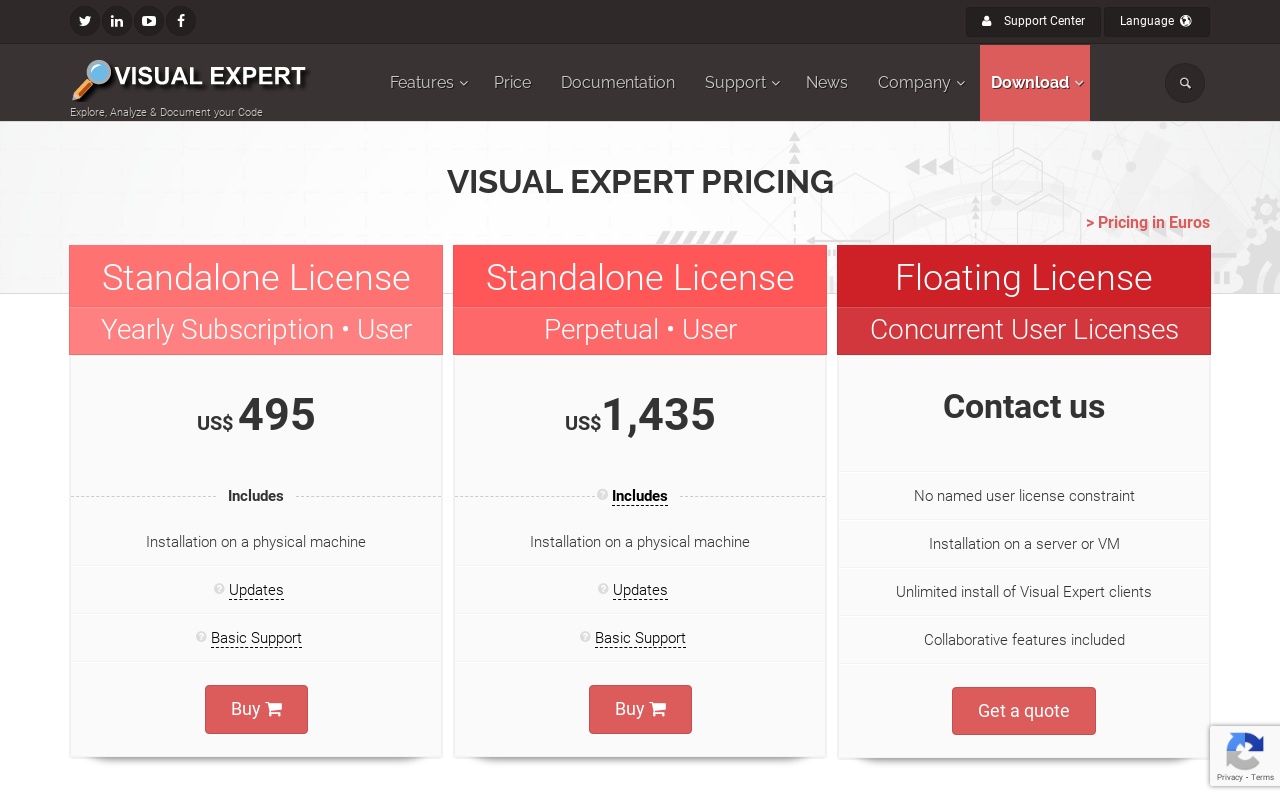 Support Center
Language
VISUAL EXPERT
Explore, Analyze & Document your Code
Features
Price
Documentation
Support
News
Company
Download
VISUAL EXPERT PRICING
> Pricing in Euros
Standalone License
Yearly Subscription • User
US$ 495
Includes
Installation on a physical machine
Updates
Basic Support
Buy
Standalone License
Perpetual • User
US$1,435
Includes
Installation on a physical machine
Updates
Basic Support
Buy
Floating License
Concurrent User Licenses
Contact us
No named user license constraint
Installation on a server or VM
Unlimited install of Visual Expert clients
Collaborative features included
Get a quote
Privacy - Terms